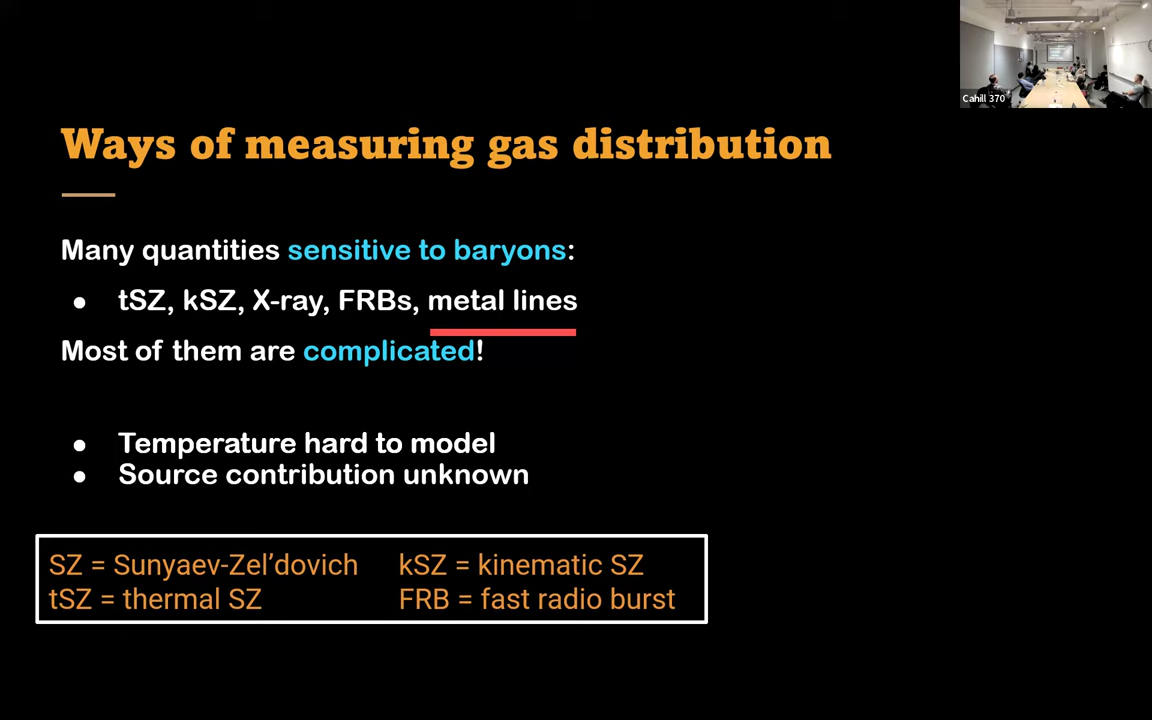 Cahill 370
Ways of measuring gas distribution
Many quantities sensitive to baryons:
● tSZ, kSZ, X-ray, FRBs, metal lines
Most of them are complicated!
● Temperature hard to model
● Source contribution unknown
SZ = Sunyaev-Zel’dovich kSZ = kinematic SZ
tSZ = thermal SZ FRB = fast radio burst